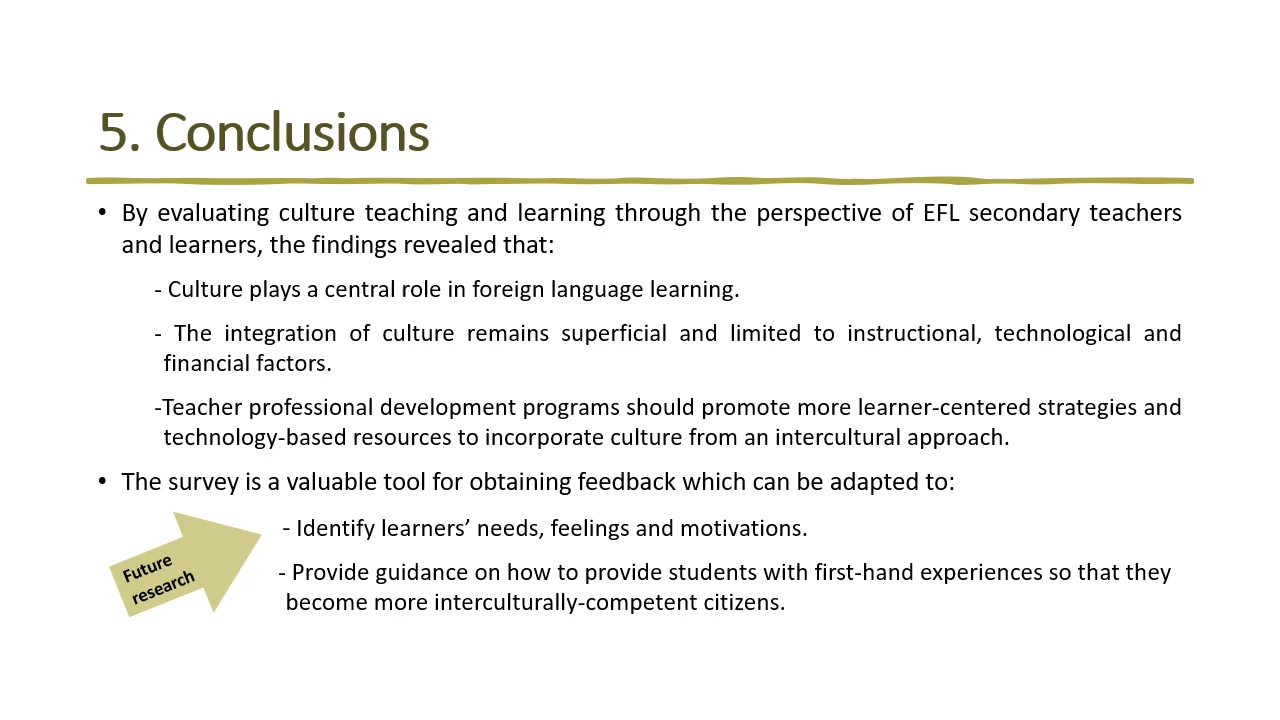 5. Conclusions
• By evaluating culture teaching and learning through the perspective of EFL secondary teachers
and learners, the findings revealed that:
- Culture plays a central role in foreign language learning.
- The integration of culture remains superficial and limited to instructional, technological and
financial factors.
-Teacher professional development programs should promote more learner-centered strategies and
technology-based resources to incorporate culture from an intercultural approach.
• The survey is a valuable tool for obtaining feedback which can be adapted to:
Future
research
- Identify learners’ needs, feelings and motivations.
- Provide guidance on how to provide students with first-hand experiences so that they
become more interculturally-competent citizens.